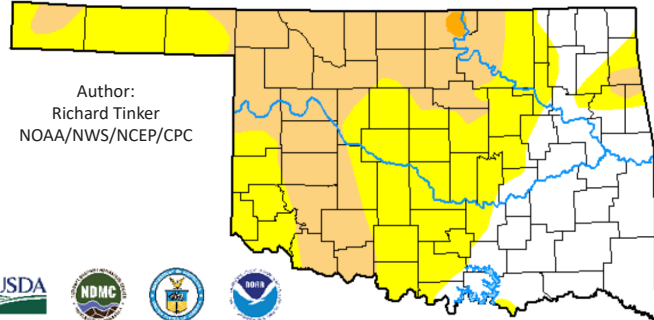 Author:
Richard Tinker
NOAA/NWS/NCEP/CPC
USDA
NDMC
NOAA